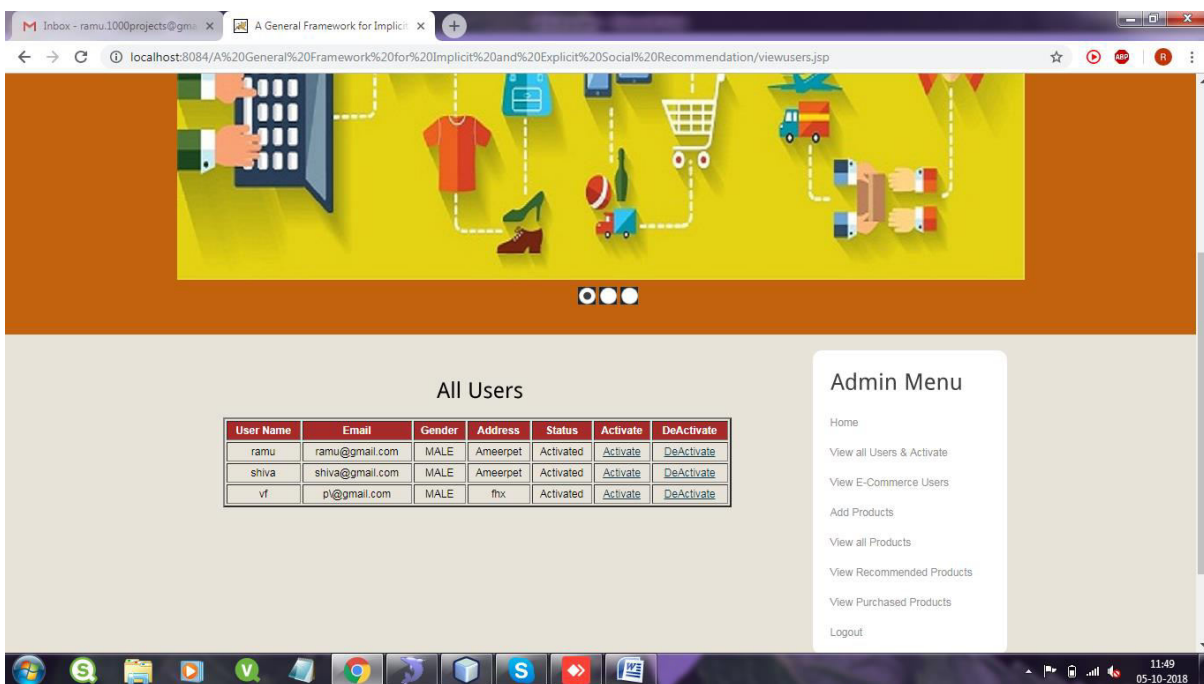 Inbox - ramu.1000projects@gma
A General Framework for Implicit
localhost:8084/A%20General%20Framework%20for%20Implicit%20and%20Explicit%20Social%20Recommendation/viewusers.jsp
ABP
R
All Users
User Name Email Gender Address Status Activate DeActivate
ramu ramu@gmail.com MALE Ameerpet Activated Activate DeActivate
shiva shiva@gmail.com MALE Ameerpet Activated Activate DeActivate
vf p\@gmail.com MALE fhx Activated Activate DeActivate
Admin Menu
Home
View all Users & Activate
View E-Commerce Users
Add Products
View all Products
View Recommended Products
View Purchased Products
Logout
11:49
05-10-2018